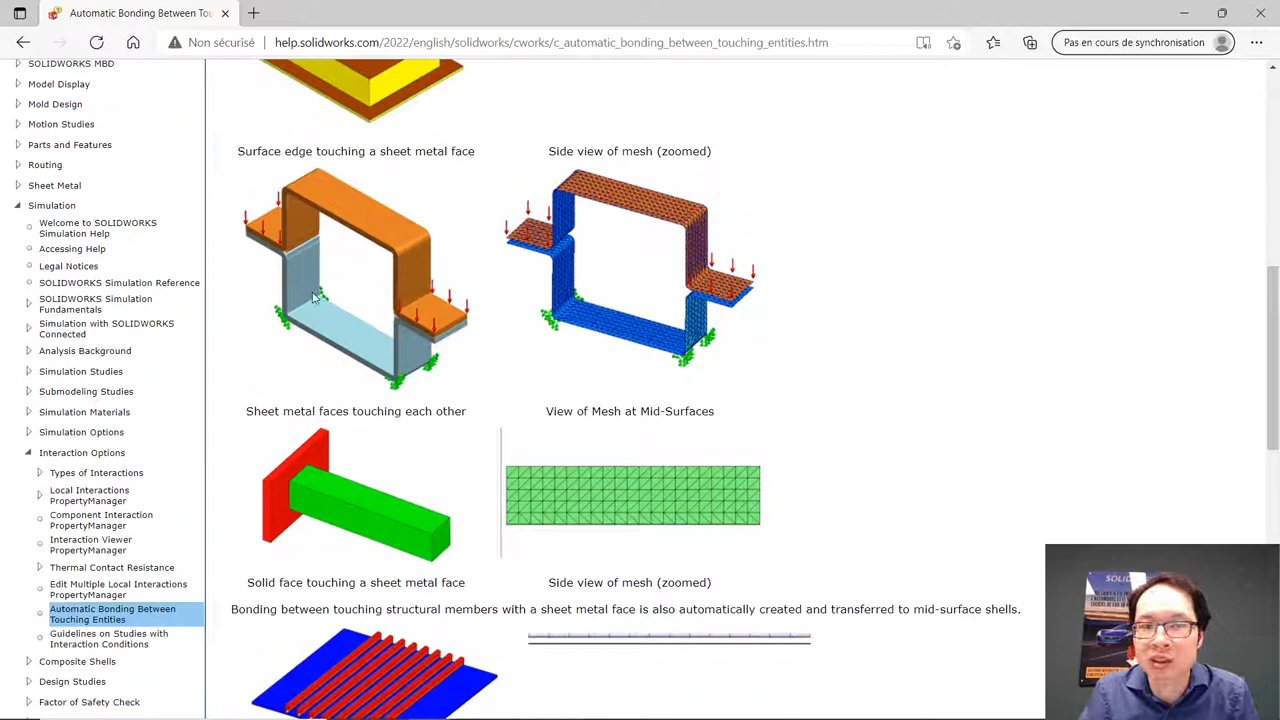 Automatic Bonding Between Tou
Non sécurisé
help.solidworks.com/2022/english/solidworks/cworks/c_automatic_bonding_between_touching_entities.htm
Pas en cours de synchronisation
SOLIDWORKS MBD
Model Display
Mold Design
Motion Studies
Parts and Features
Routing
Sheet Metal
Simulation
Welcome to SOLIDWORKS
Simulation Help
Accessing Help
Legal Notices
SOLIDWORKS Simulation Reference
SOLIDWORKS Simulation
Fundamentals
Simulation with SOLIDWORKS
Connected
Analysis Background
Simulation Studies
Submodeling Studies
Simulation Materials
Simulation Options
Interaction Options
Types of Interactions
Local Interactions
PropertyManager
Component Interaction
PropertyManager
Interaction Viewer
PropertyManager
Thermal Contact Resistance
Edit Multiple Local Interactions
PropertyManager
Automatic Bonding Between
Touching Entities
Guidelines on Studies with
Interaction Conditions
Composite Shells
Design Studies
Factor of Safety Check
Surface edge touching a sheet metal face
Side view of mesh (zoomed)
Sheet metal faces touching each other
View of Mesh at Mid-Surfaces
Solid face touching a sheet metal face
Side view of mesh (zoomed)
Bonding between touching structural members with a sheet metal face is also automatically created and transferred to mid-surface shells.
SOLID